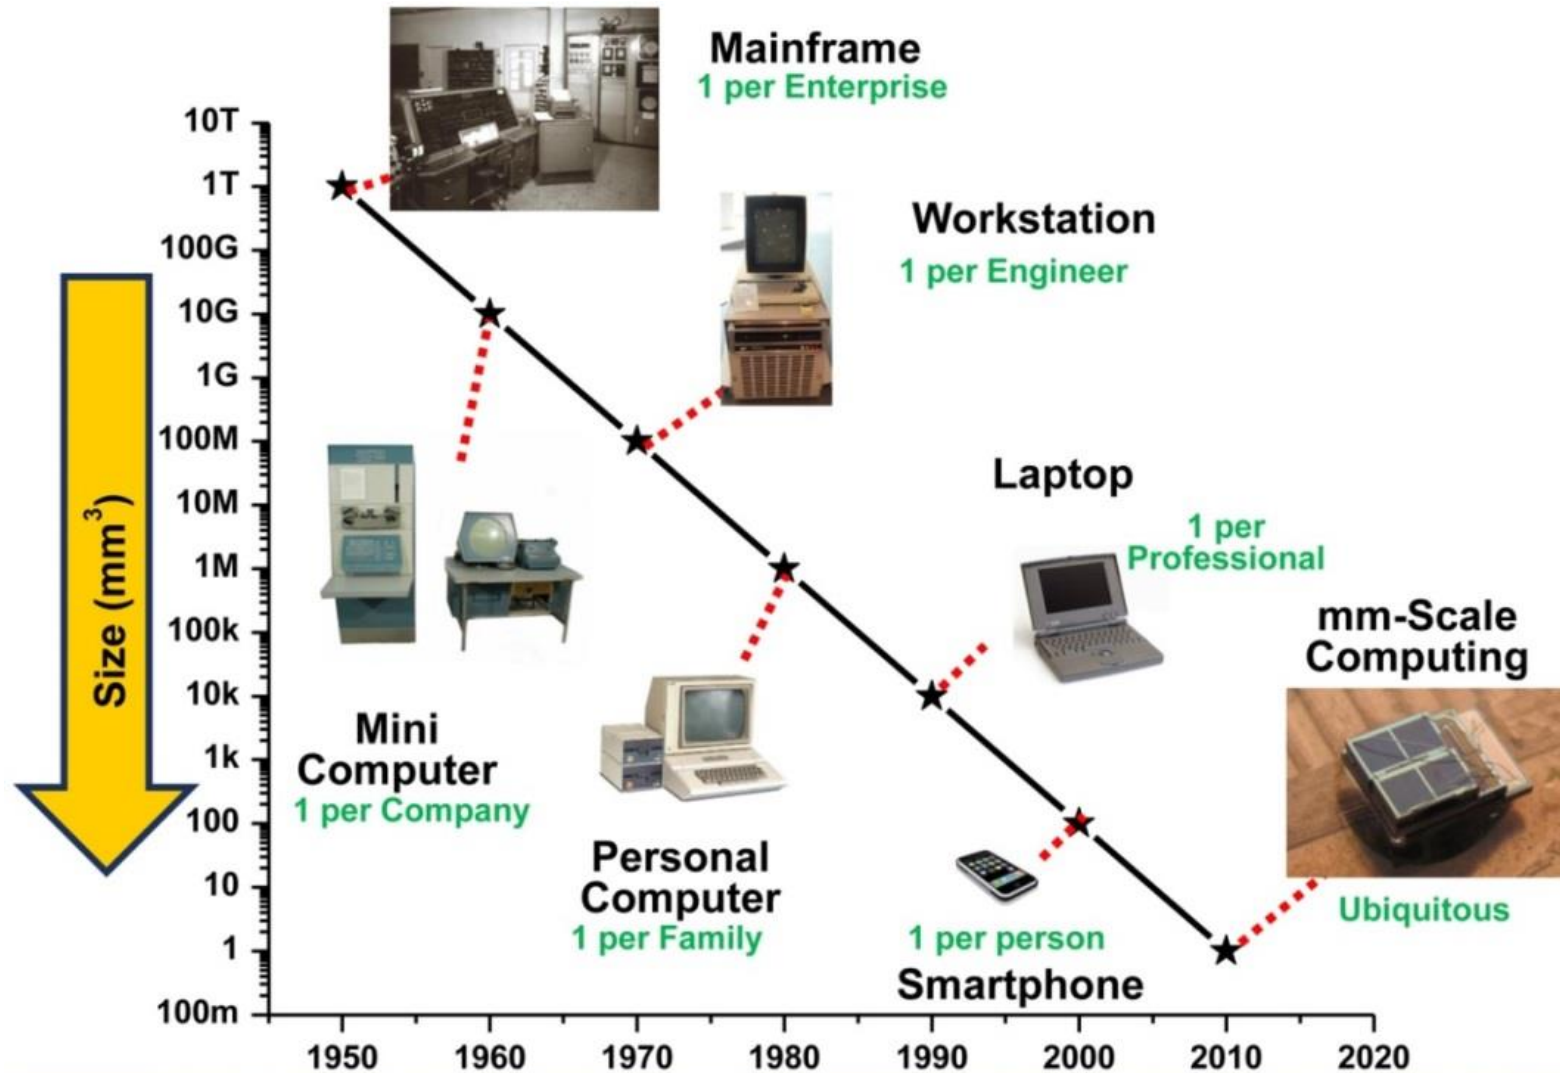 Mainframe
1 per Enterprise
10T
1T
100G
10G
1G
100M
10M
1M
100k
10k
1k
100
10
1
100m
Size (mm³)
Workstation
1 per Engineer
Laptop
1 per
Professional
mm-Scale
Computing
Ubiquitous
Mini
Computer
1 per Company
Personal
Computer
1 per Family
1 per person
Smartphone
1950
1960
1970
1980
1990
2000
2010
2020